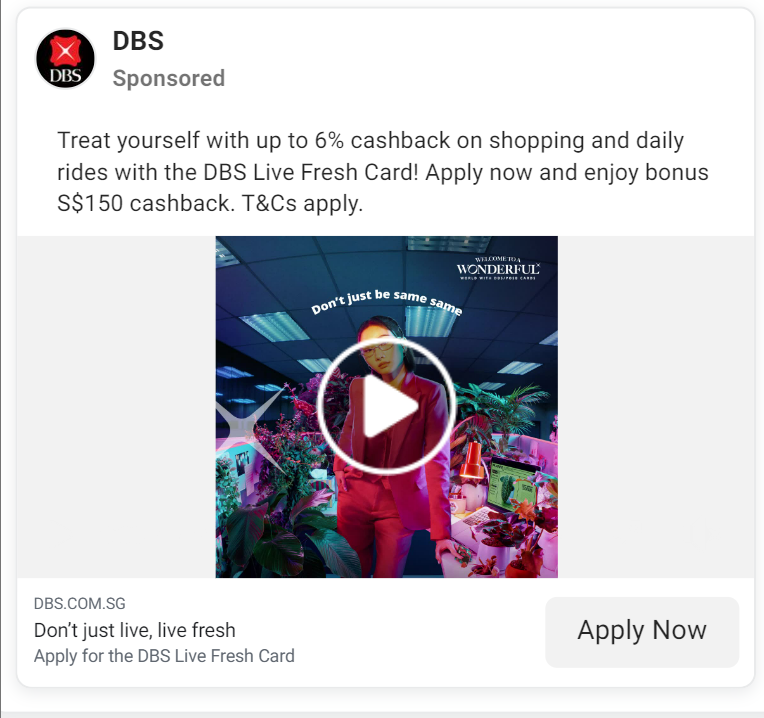 DBS
DBS
Sponsored
Treat yourself with up to 6% cashback on shopping and daily
rides with the DBS Live Fresh Card! Apply now and enjoy bonus
S$150 cashback. T&Cs apply.
WELCOME TO A
WONDERFUL
WORLD WITH DBS/POSB CARDS
Don't just be same same
DBS.COM.SG
Don’t just live, live fresh
Apply for the DBS Live Fresh Card
Apply Now